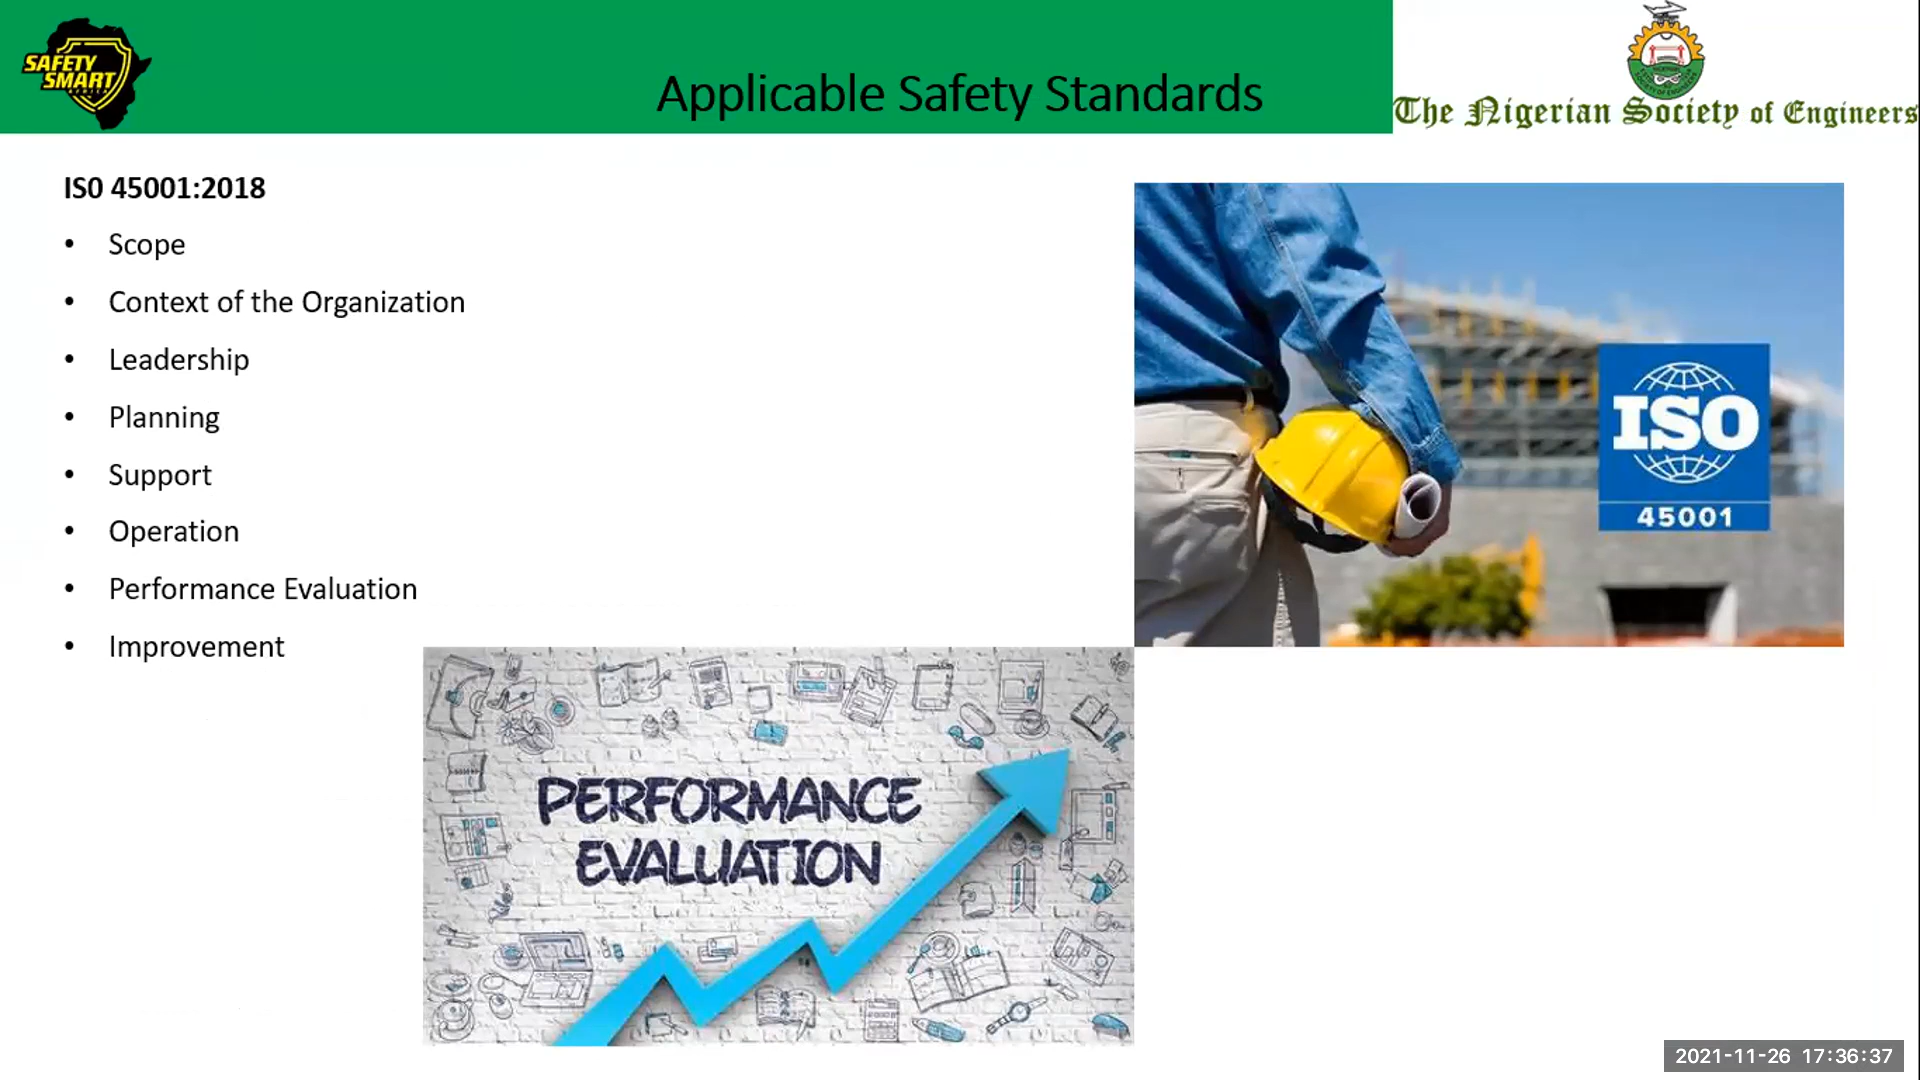 SAFETY
SMART
Applicable Safety Standards
The Nigerian Society of Engineers
IS0 45001:2018
• Scope
• Context of the Organization
• Leadership
• Planning
• Support
• Operation
• Performance Evaluation
• Improvement
ISO
45001
PERFORMANCE
EVALUATION
2021-11-26 17:36:37